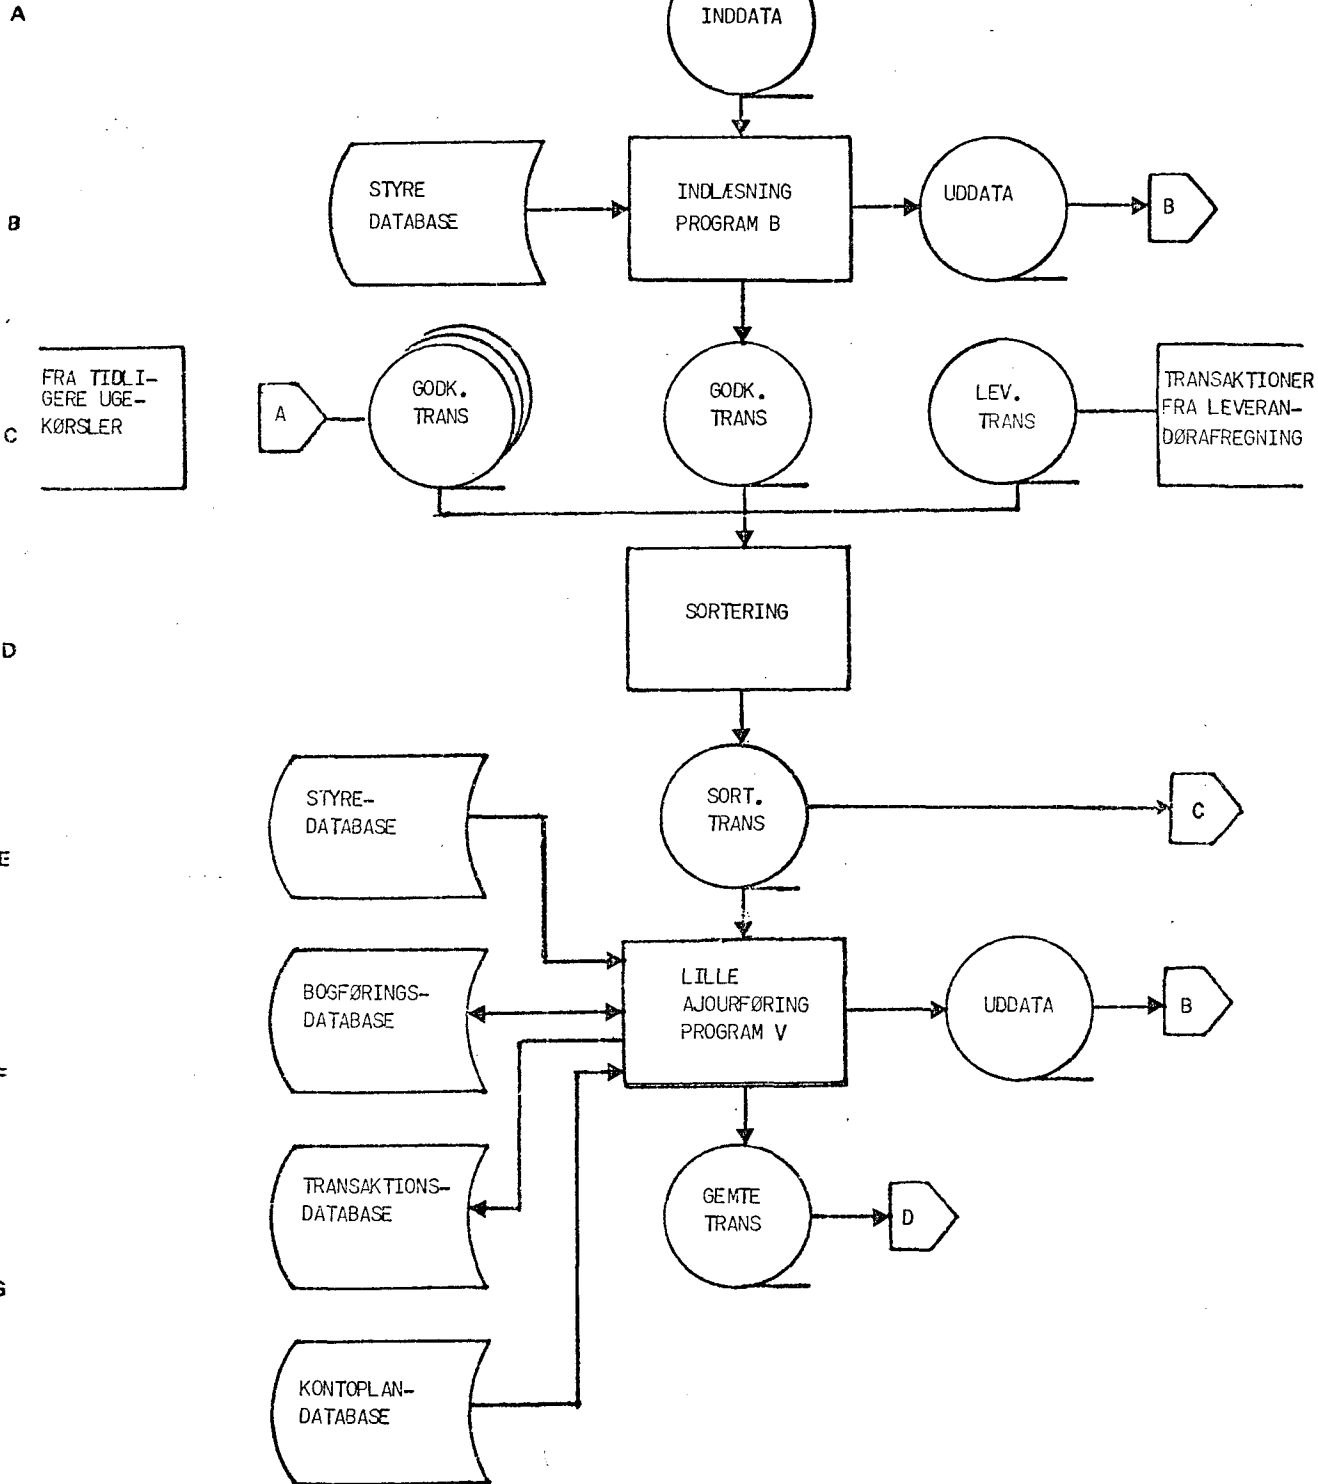 A
INDDATA
STYRE
DATABASE
INDLÆSNING
PROGRAM B
UDDATA
B
B
FRA TIDLI-
GERE UGE-
KØRSLER
A
GODK.
TRANS
GODK.
TRANS
LEV.
TRANS
TRANSAKTIONER
FRA LEVERAN-
DØRAFREGNING
C
SORTERING
D
STYRE-
DATABASE
SORT.
TRANS
C
E
BOGFØRINGS-
DATABASE
LILLE
AJOURFØRING
PROGRAM V
UDDATA
B
TRANSAKTIONS-
DATABASE
GEMTE
TRANS
D
KONTOPLAN-
DATABASE